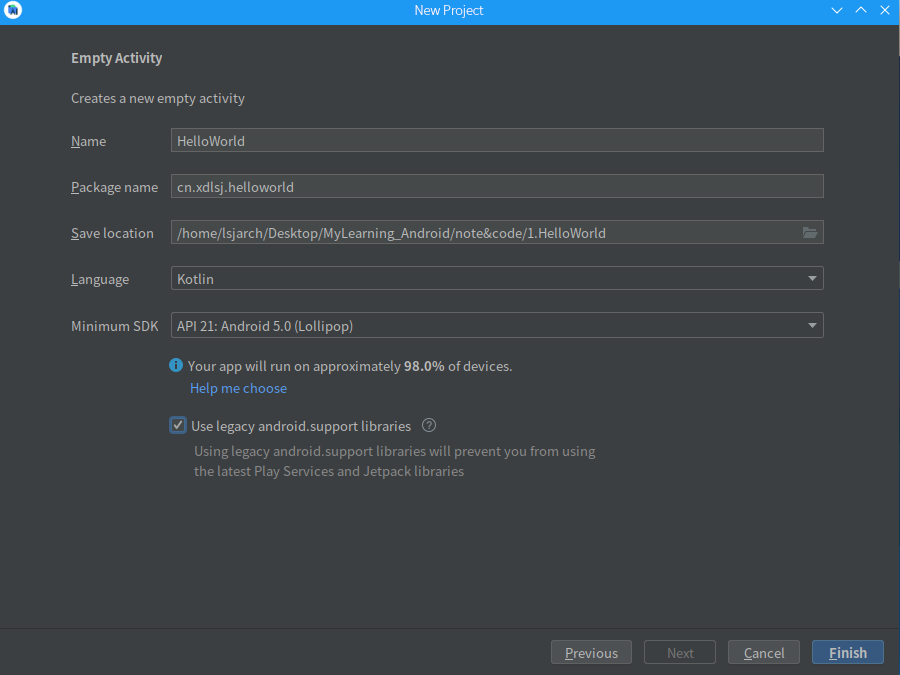 New Project
Empty Activity
Creates a new empty activity
Name HelloWorld
Package name cn.xdlsj.helloworld
Save location /home/lsjarch/Desktop/MyLearning_Android/note&code/1.HelloWorld
Language Kotlin
Minimum SDK API 21: Android 5.0 (Lollipop)
Your app will run on approximately 98.0% of devices.
Help me choose
Use legacy android.support libraries ?
Using legacy android.support libraries will prevent you from using
the latest Play Services and Jetpack libraries
Previous Next Cancel Finish